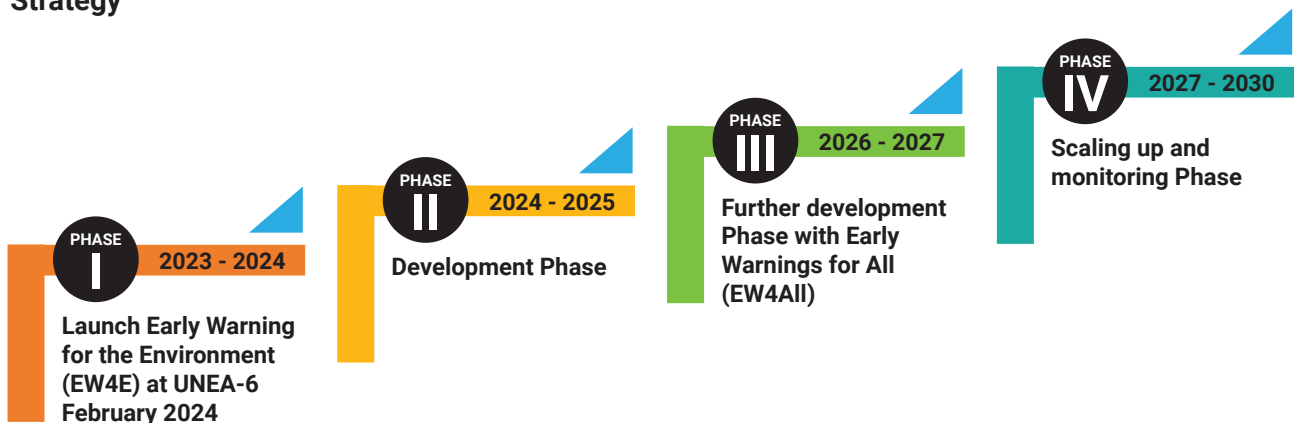 Strategy
PHASE
I
2023 - 2024
Launch Early Warning
for the Environment
(EW4E) at UNEA-6
February 2024
PHASE
II
2024 - 2025
Development Phase
PHASE
III
2026 - 2027
Further development
Phase with Early
Warnings for All
(EW4All)
PHASE
IV
2027 - 2030
Scaling up and
monitoring Phase